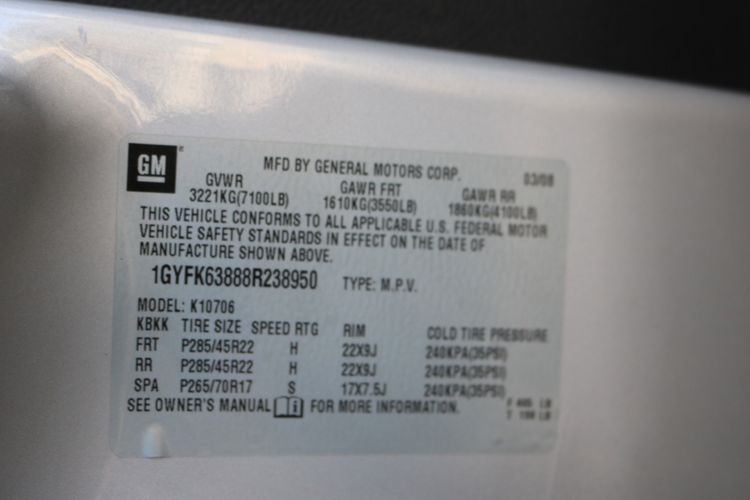 GM MFD BY GENERAL MOTORS CORP. 03/08
GVWR GAWR FRT GAWR RR
3221KG(7100LB) 1610KG(3550LB) 1860KG(4100LB)
THIS VEHICLE CONFORMS TO ALL APPLICABLE U.S. FEDERAL MOTOR
VEHICLE SAFETY STANDARDS IN EFFECT ON THE DATE OF
MANUFACTURE SHOWN ABOVE.
1GYFK63888R238950 TYPE: M.P.V.
MODEL: K10706
KBKK TIRE SIZE SPEED RTG RIM COLD TIRE PRESSURE
FRT P285/45R22 H 22X9J 240KPA(35PSI)
RR P285/45R22 H 22X9J 240KPA(35PSI)
SPA P265/70R17 S 17X7.5J 240KPA(35PSI)
SEE OWNER'S MANUAL FOR MORE INFORMATION.